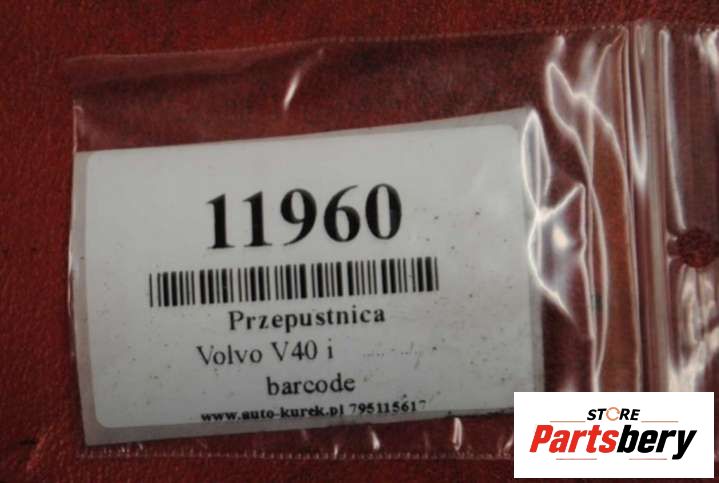 11960
Przepustnica
Volvo V40 i
barcode
www.auto-kurek.pl 795115617
STORE
Partsbery